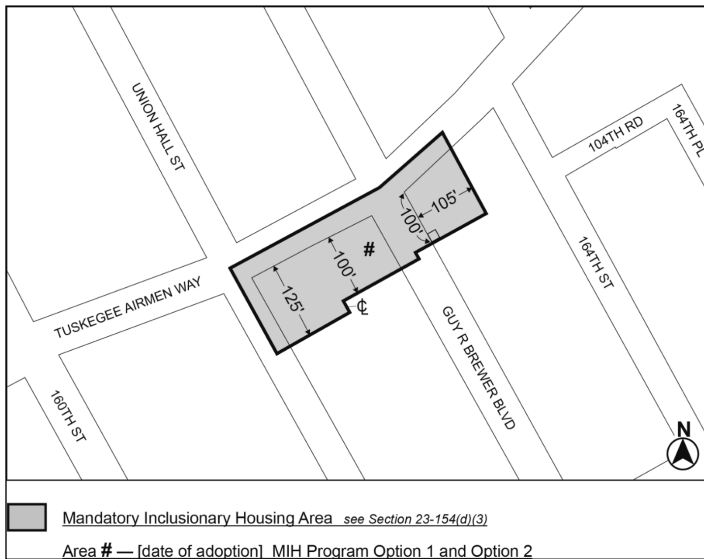 UNION HALL ST
104TH RD
164TH PL
105'
100'
#
100'
125'
℄
164TH ST
TUSKEGEE AIRMEN WAY
GUY R BREWER BLVD
160TH ST
N
Mandatory Inclusionary Housing Area see Section 23-154(d)(3)
Area # — [date of adoption] MIH Program Option 1 and Option 2